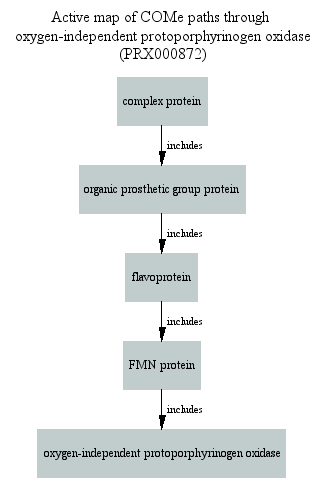 Active map of COMe paths through
oxygen-independent protoporphyrinogen oxidase
(PRX000872)
complex protein
includes
organic prosthetic group protein
includes
flavoprotein
includes
FMN protein
includes
oxygen-independent protoporphyrinogen oxidase